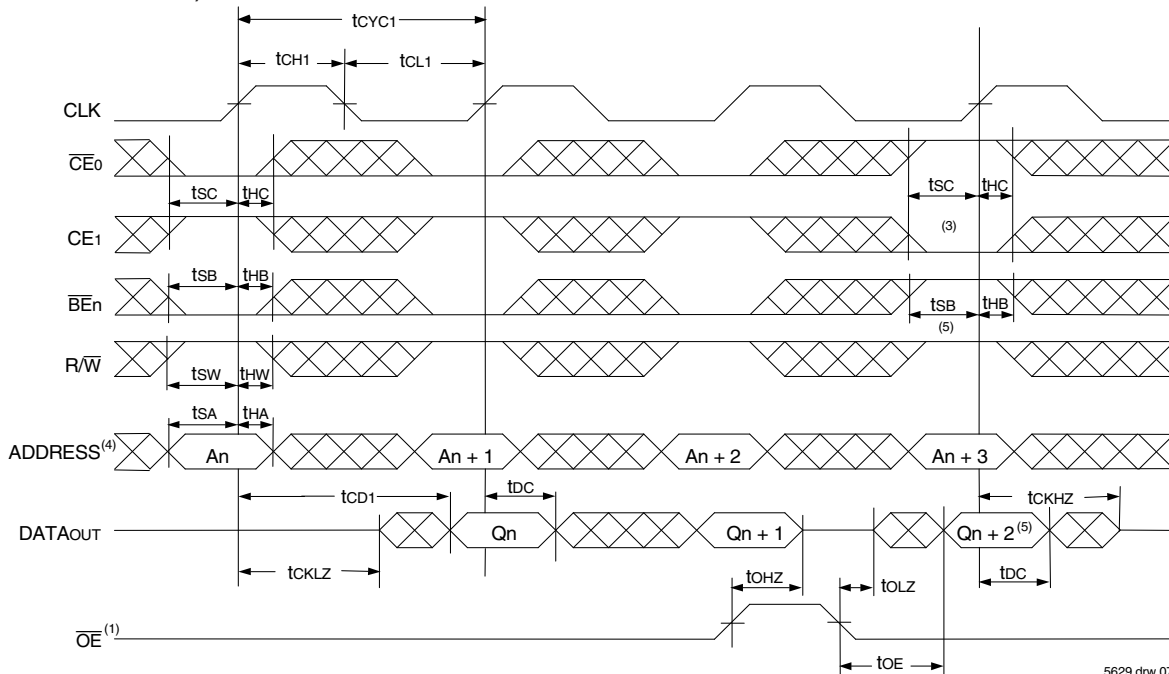 tCYC1
tCH1 tCL1
CLK
CE0
tSC tHC tSC tHC
CE1 (3)
tSB tHB
BEn tSB tHB
(5)
R/W
tSW tHW
tSA tHA
ADDRESS(4) An An + 1 An + 2 An + 3
tCD1 tDC tCKHZ
DATAOUT Qn Qn + 1 Qn + 2(5)
tCKLZ tOHZ tOLZ tDC
OE(1)
tOE
5629 drw 07